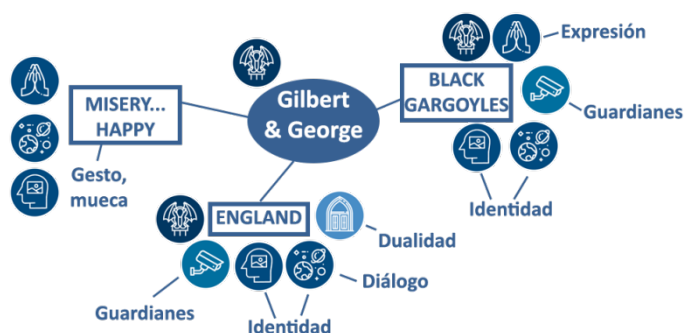 Gilbert
& George
MISERY...
HAPPY
Gesto,
mueca
BLACK
GARGOYLES
Expresión
Guardianes
Identidad
ENGLAND
Dualidad
Diálogo
Guardianes
Identidad